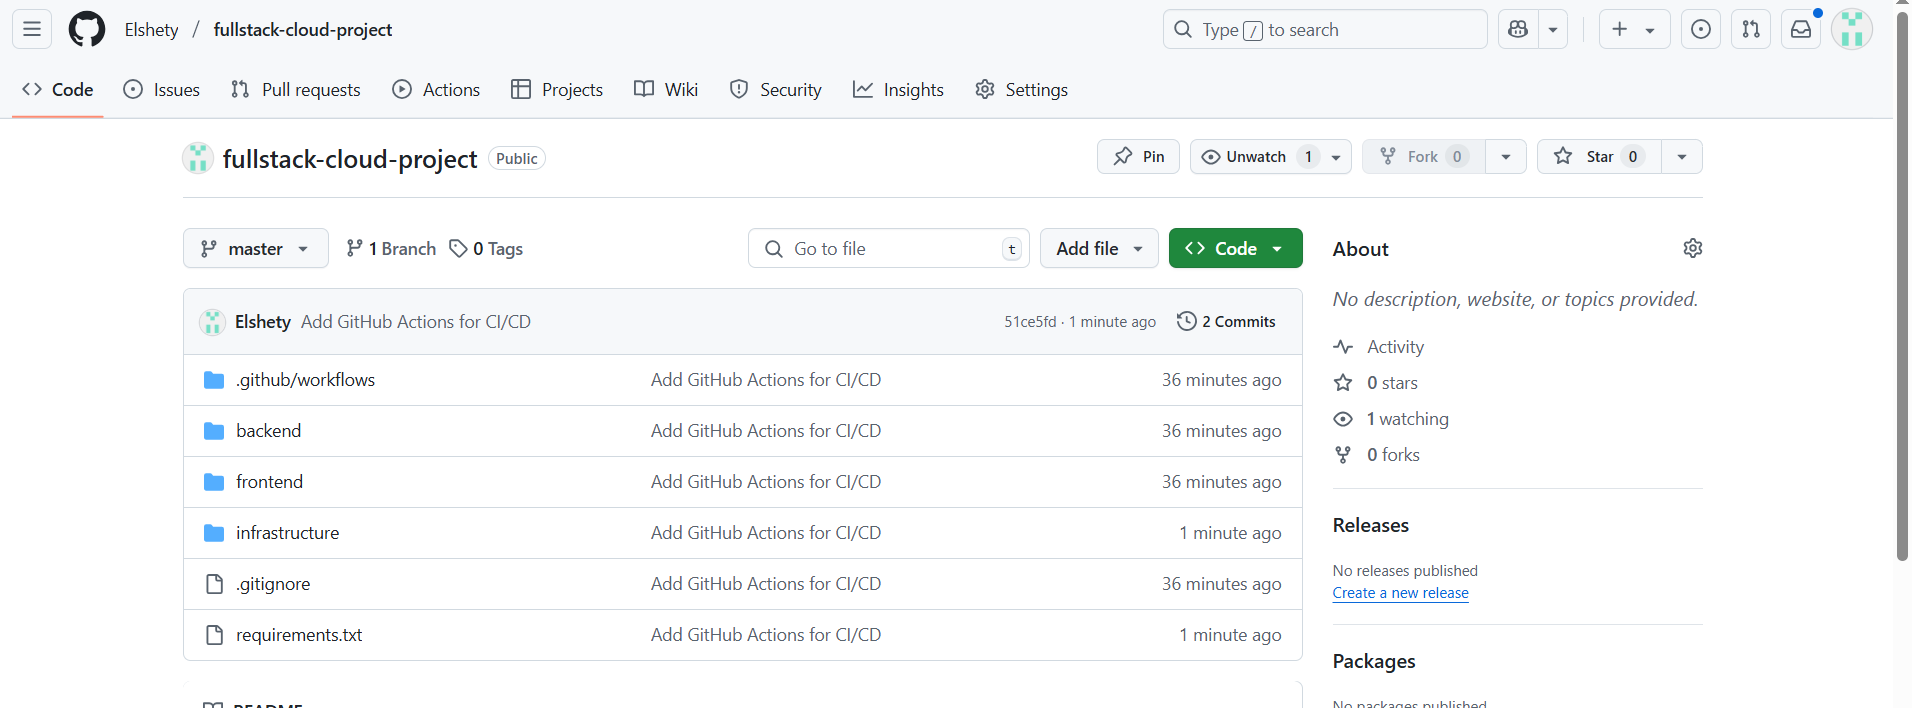 Elshety / fullstack-cloud-project
Type / to search
Code Issues Pull requests Actions Projects Wiki Security Insights Settings
fullstack-cloud-project Public
Pin Unwatch 1 Fork 0 Star 0
master 1 Branch 0 Tags Go to file t Add file Code
Elshety Add GitHub Actions for CI/CD 51ce5fd · 1 minute ago 2 Commits
.github/workflows Add GitHub Actions for CI/CD 36 minutes ago
backend Add GitHub Actions for CI/CD 36 minutes ago
frontend Add GitHub Actions for CI/CD 36 minutes ago
infrastructure Add GitHub Actions for CI/CD 1 minute ago
.gitignore Add GitHub Actions for CI/CD 36 minutes ago
requirements.txt Add GitHub Actions for CI/CD 1 minute ago
README
About
No description, website, or topics provided.
Activity
0 stars
1 watching
0 forks
Releases
No releases published
Create a new release
Packages
No packages published